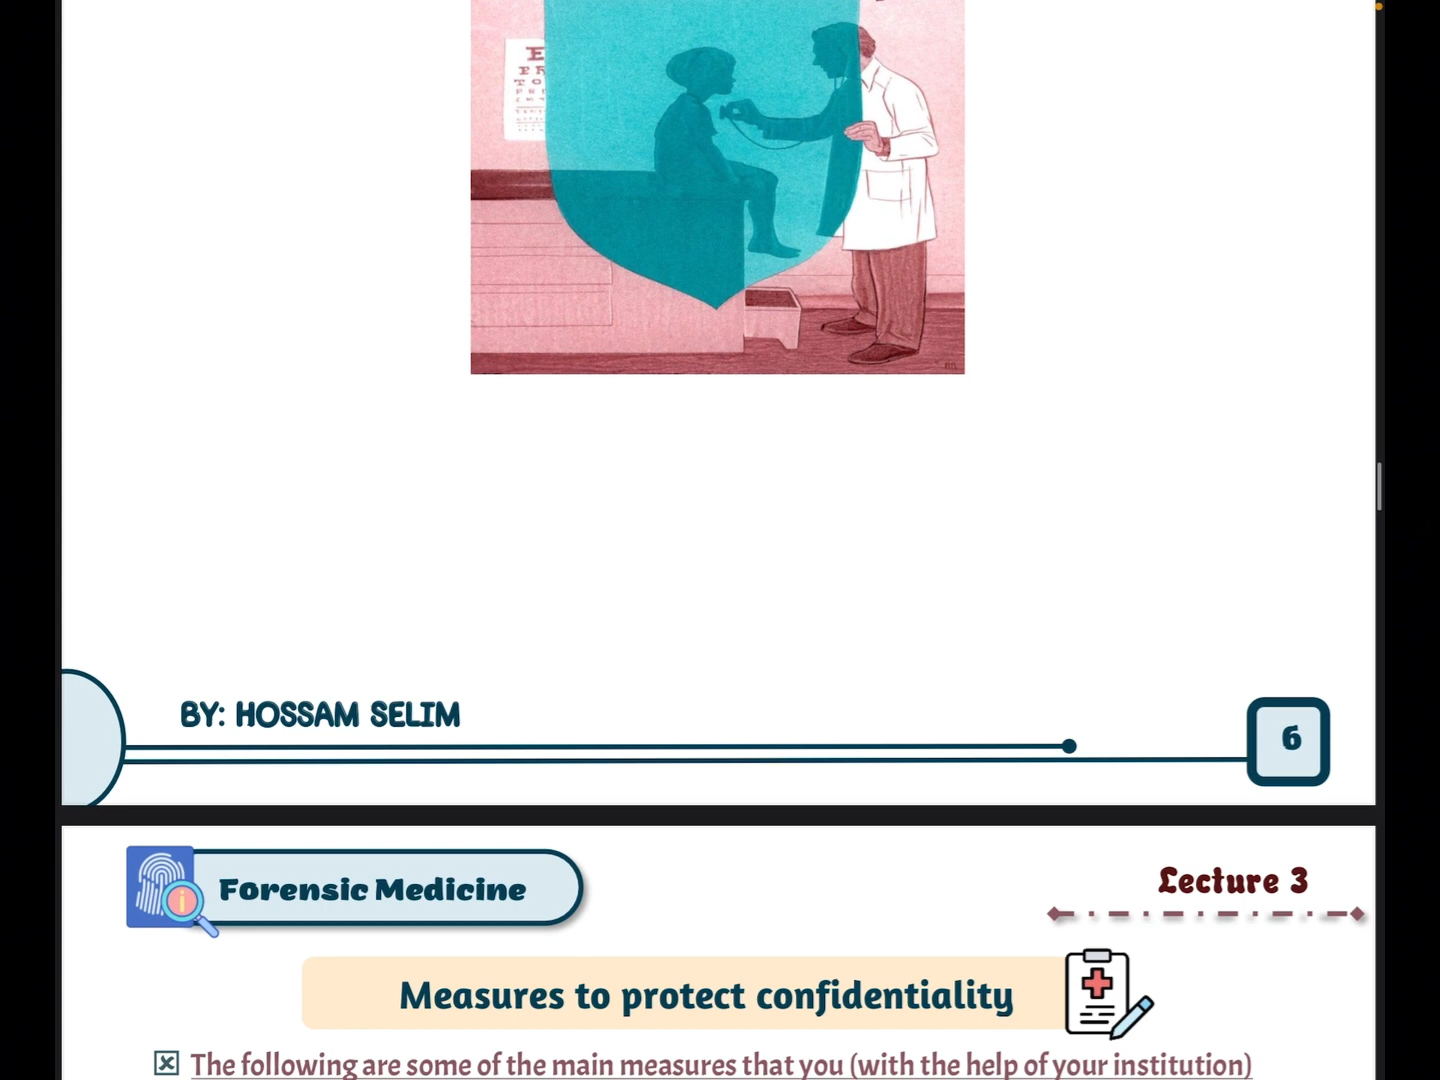 E
BY: HOSSAM SELIM
6
Forensic Medicine
Lecture 3
Measures to protect confidentiality
The following are some of the main measures that you (with the help of your institution)